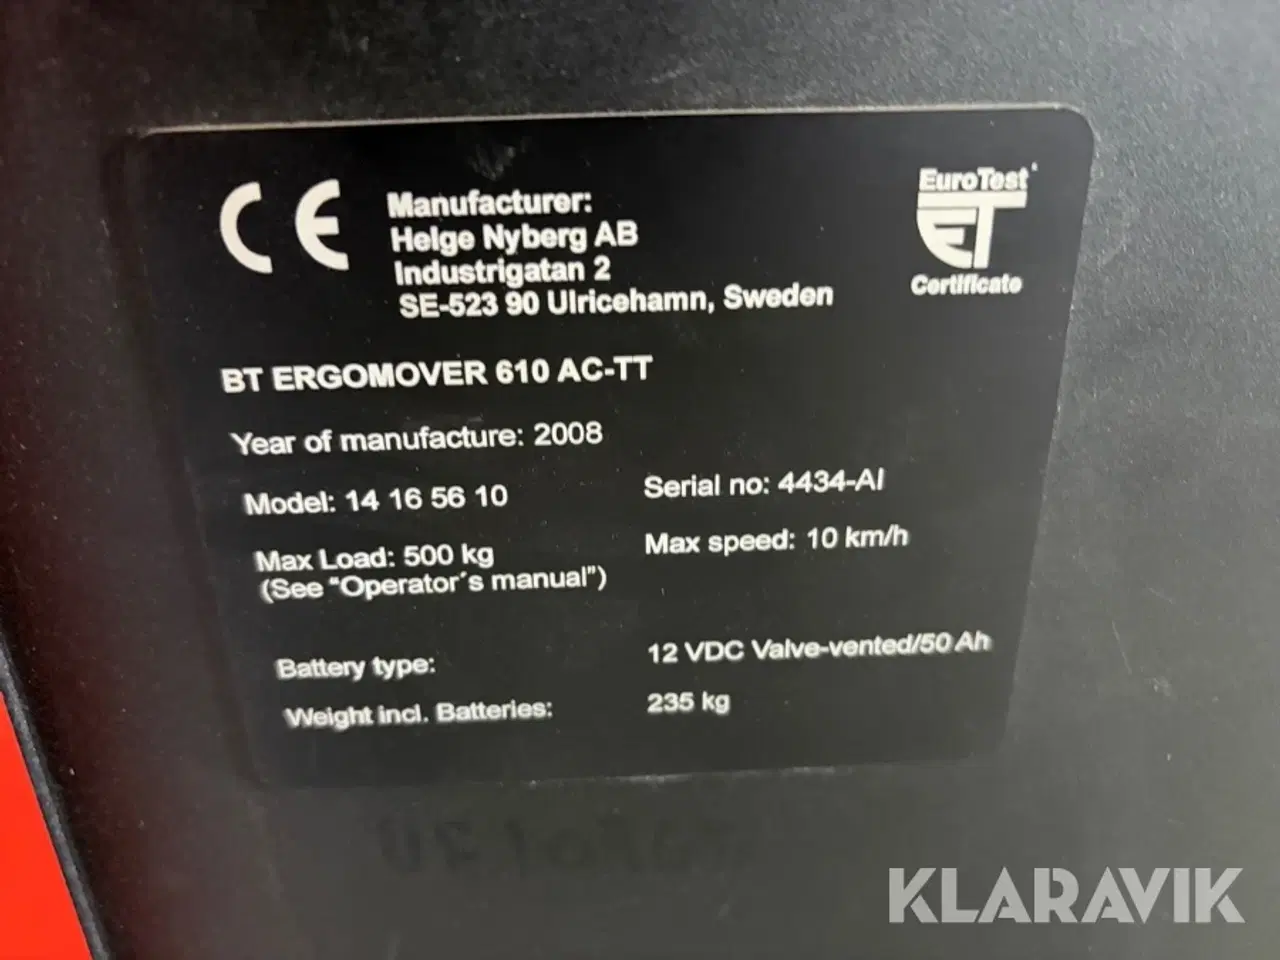 CE
Manufacturer:
Helge Nyberg AB
Industrigatan 2
SE-523 90 Ulricehamn, Sweden
EuroTest
ET
Certificate
BT ERGOMOVER 610 AC-TT
Year of manufacture: 2008
Model: 14 16 56 10
Serial no: 4434-AI
Max Load: 500 kg
(See "Operator´s manual")
Max speed: 10 km/h
Battery type: 12 VDC Valve-vented/50 Ah
Weight incl. Batteries: 235 kg
KLARAVIK